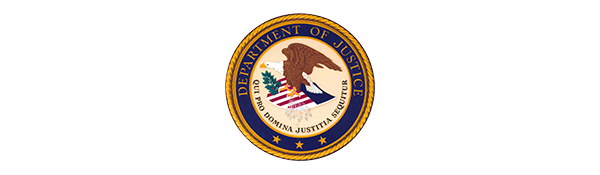 DEPARTMENT OF JUSTICE
QUI PRO DOMINA JUSTITIA SEQUITUR